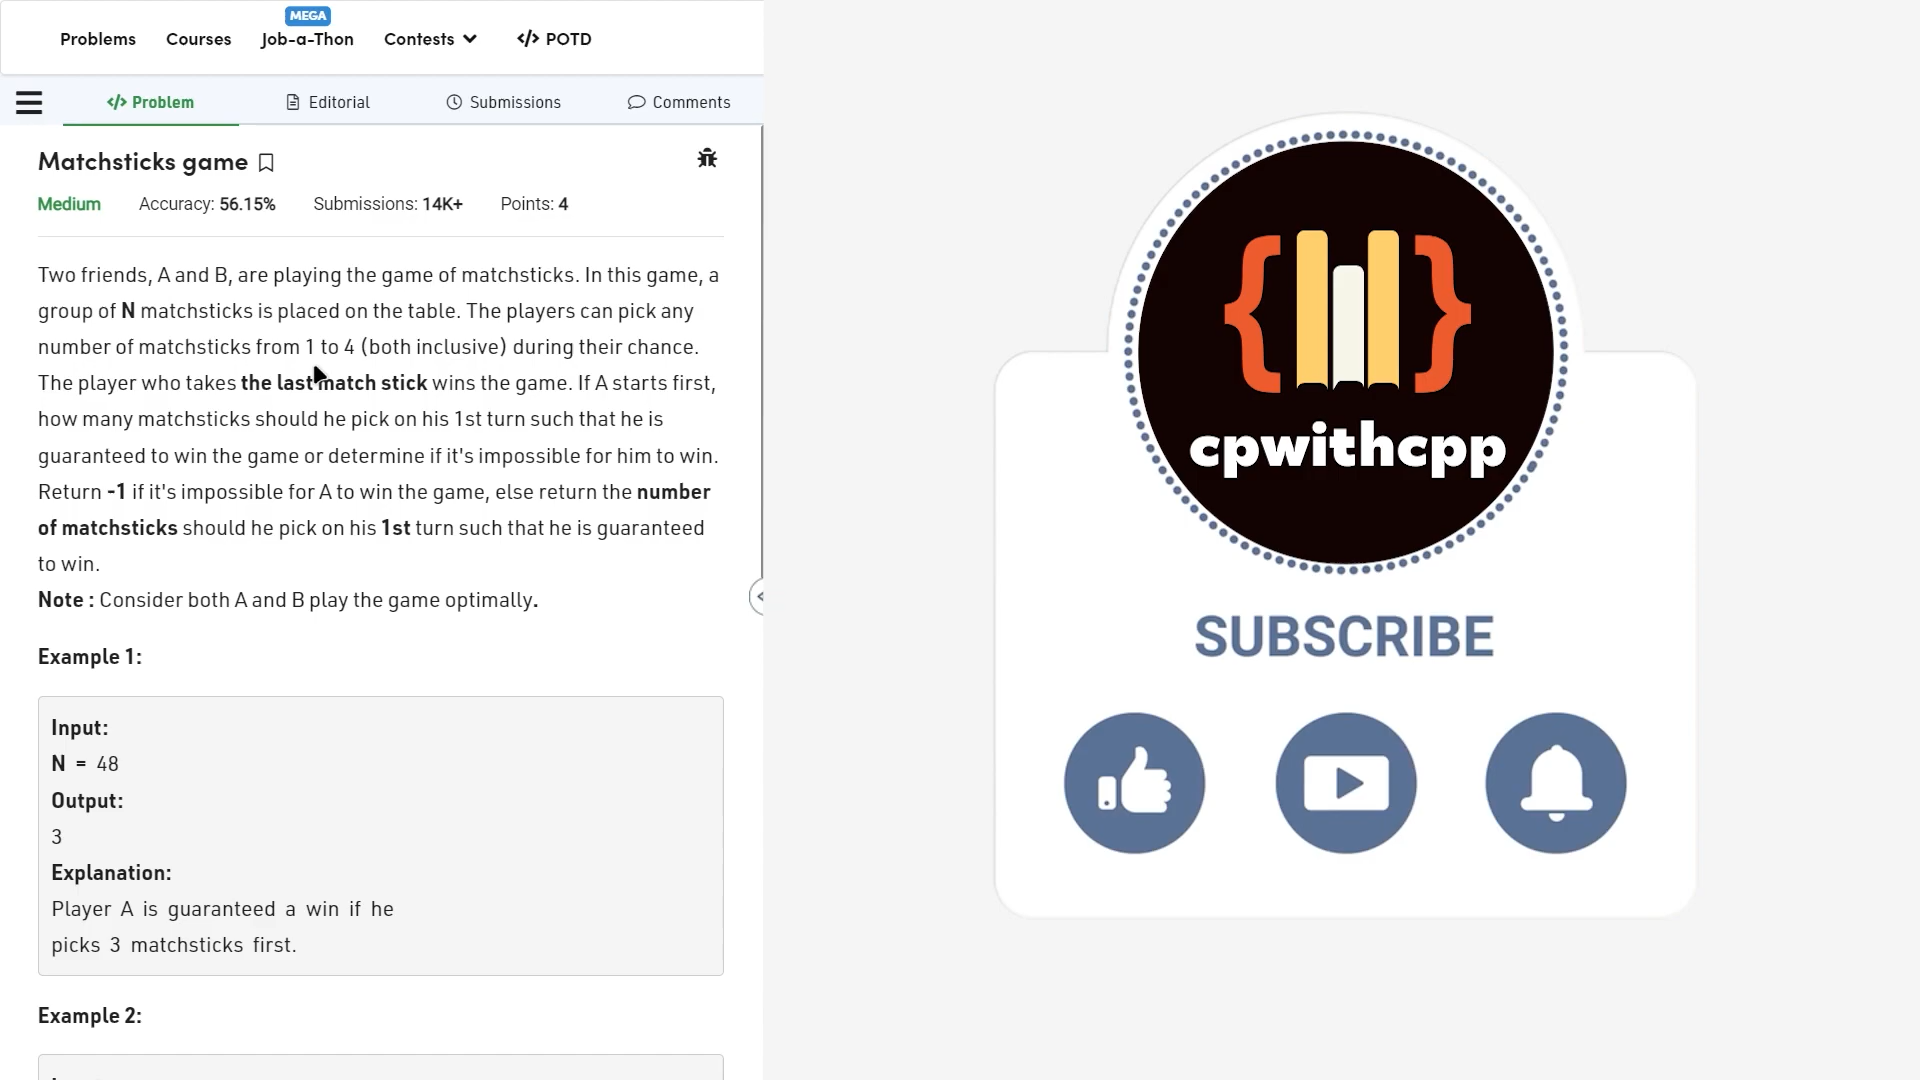 MEGA
Problems Courses Job-a-Thon Contests </> POTD
</> Problem Editorial Submissions Comments
Matchsticks game
Medium Accuracy: 56.15% Submissions: 14K+ Points: 4
Two friends, A and B, are playing the game of matchsticks. In this game, a
group of N matchsticks is placed on the table. The players can pick any
number of matchsticks from 1 to 4 (both inclusive) during their chance.
The player who takes the last match stick wins the game. If A starts first,
how many matchsticks should he pick on his 1st turn such that he is
guaranteed to win the game or determine if it's impossible for him to win.
Return -1 if it's impossible for A to win the game, else return the number
of matchsticks should he pick on his 1st turn such that he is guaranteed
to win.
Note : Consider both A and B play the game optimally.
Example 1:
Input:
N = 48
Output:
3
Explanation:
Player A is guaranteed a win if he
picks 3 matchsticks first.
Example 2:
cpwithcpp
SUBSCRIBE